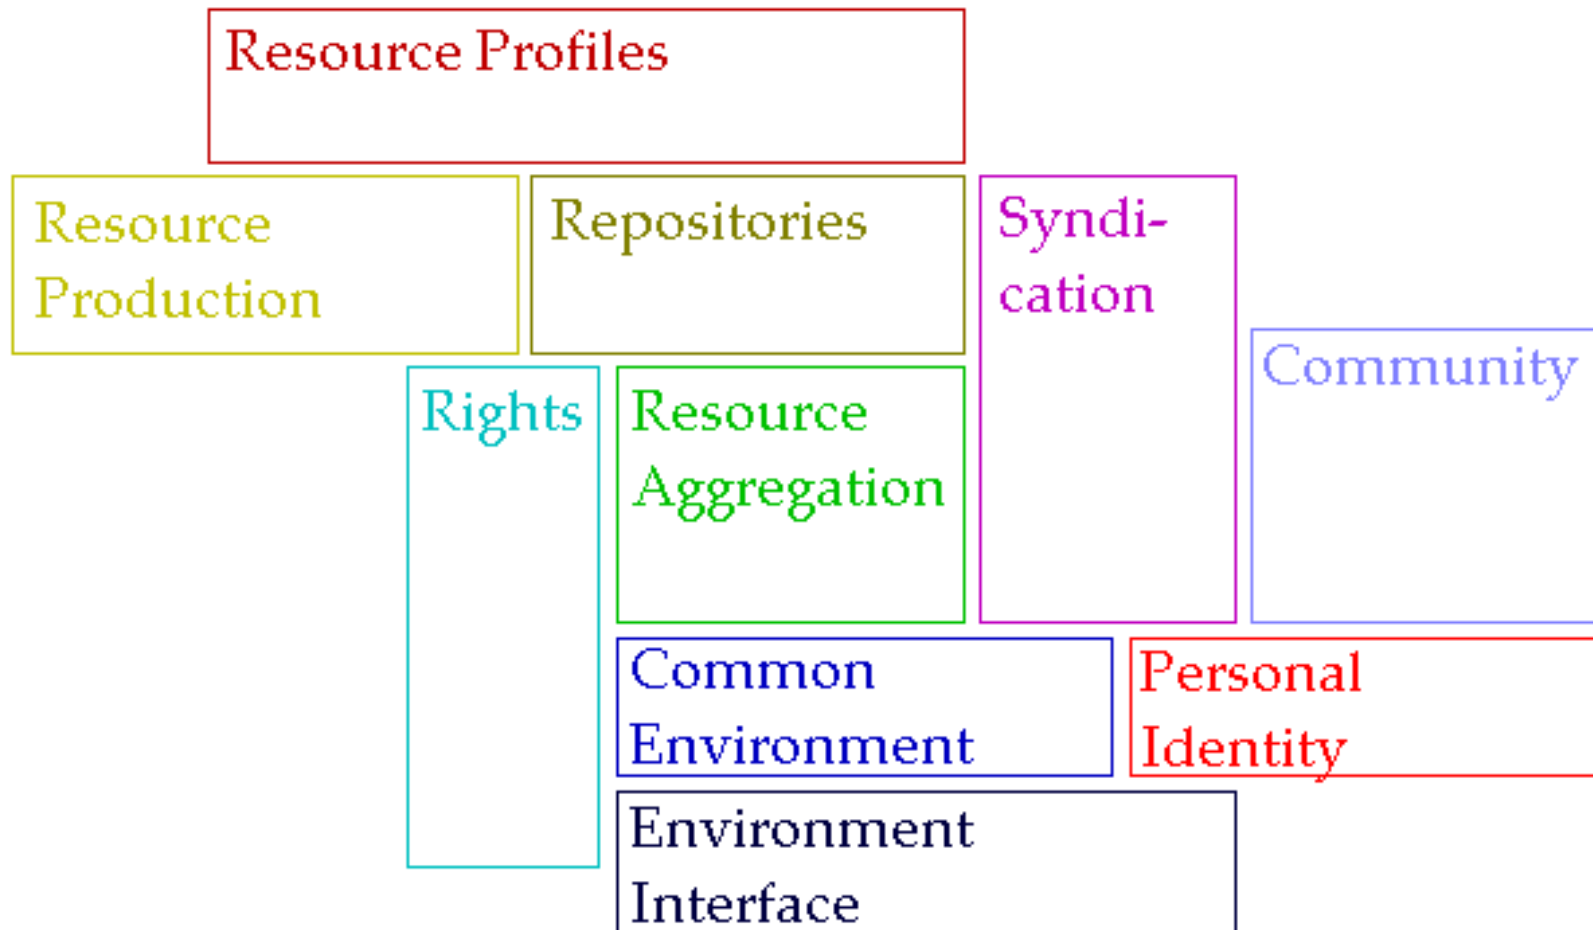 Resource Profiles
Resource
Production
Repositories
Syndi-
cation
Community
Rights
Resource
Aggregation
Common
Environment
Personal
Identity
Environment
Interface